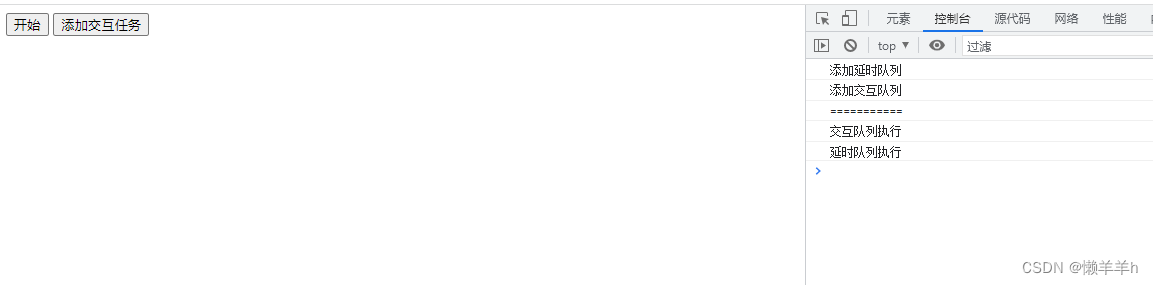 开始 添加交互任务
元素 控制台 源代码 网络 性能
top ▼ 过滤
添加延时队列
添加交互队列
===========
交互队列执行
延时队列执行
CSDN @懒羊羊h